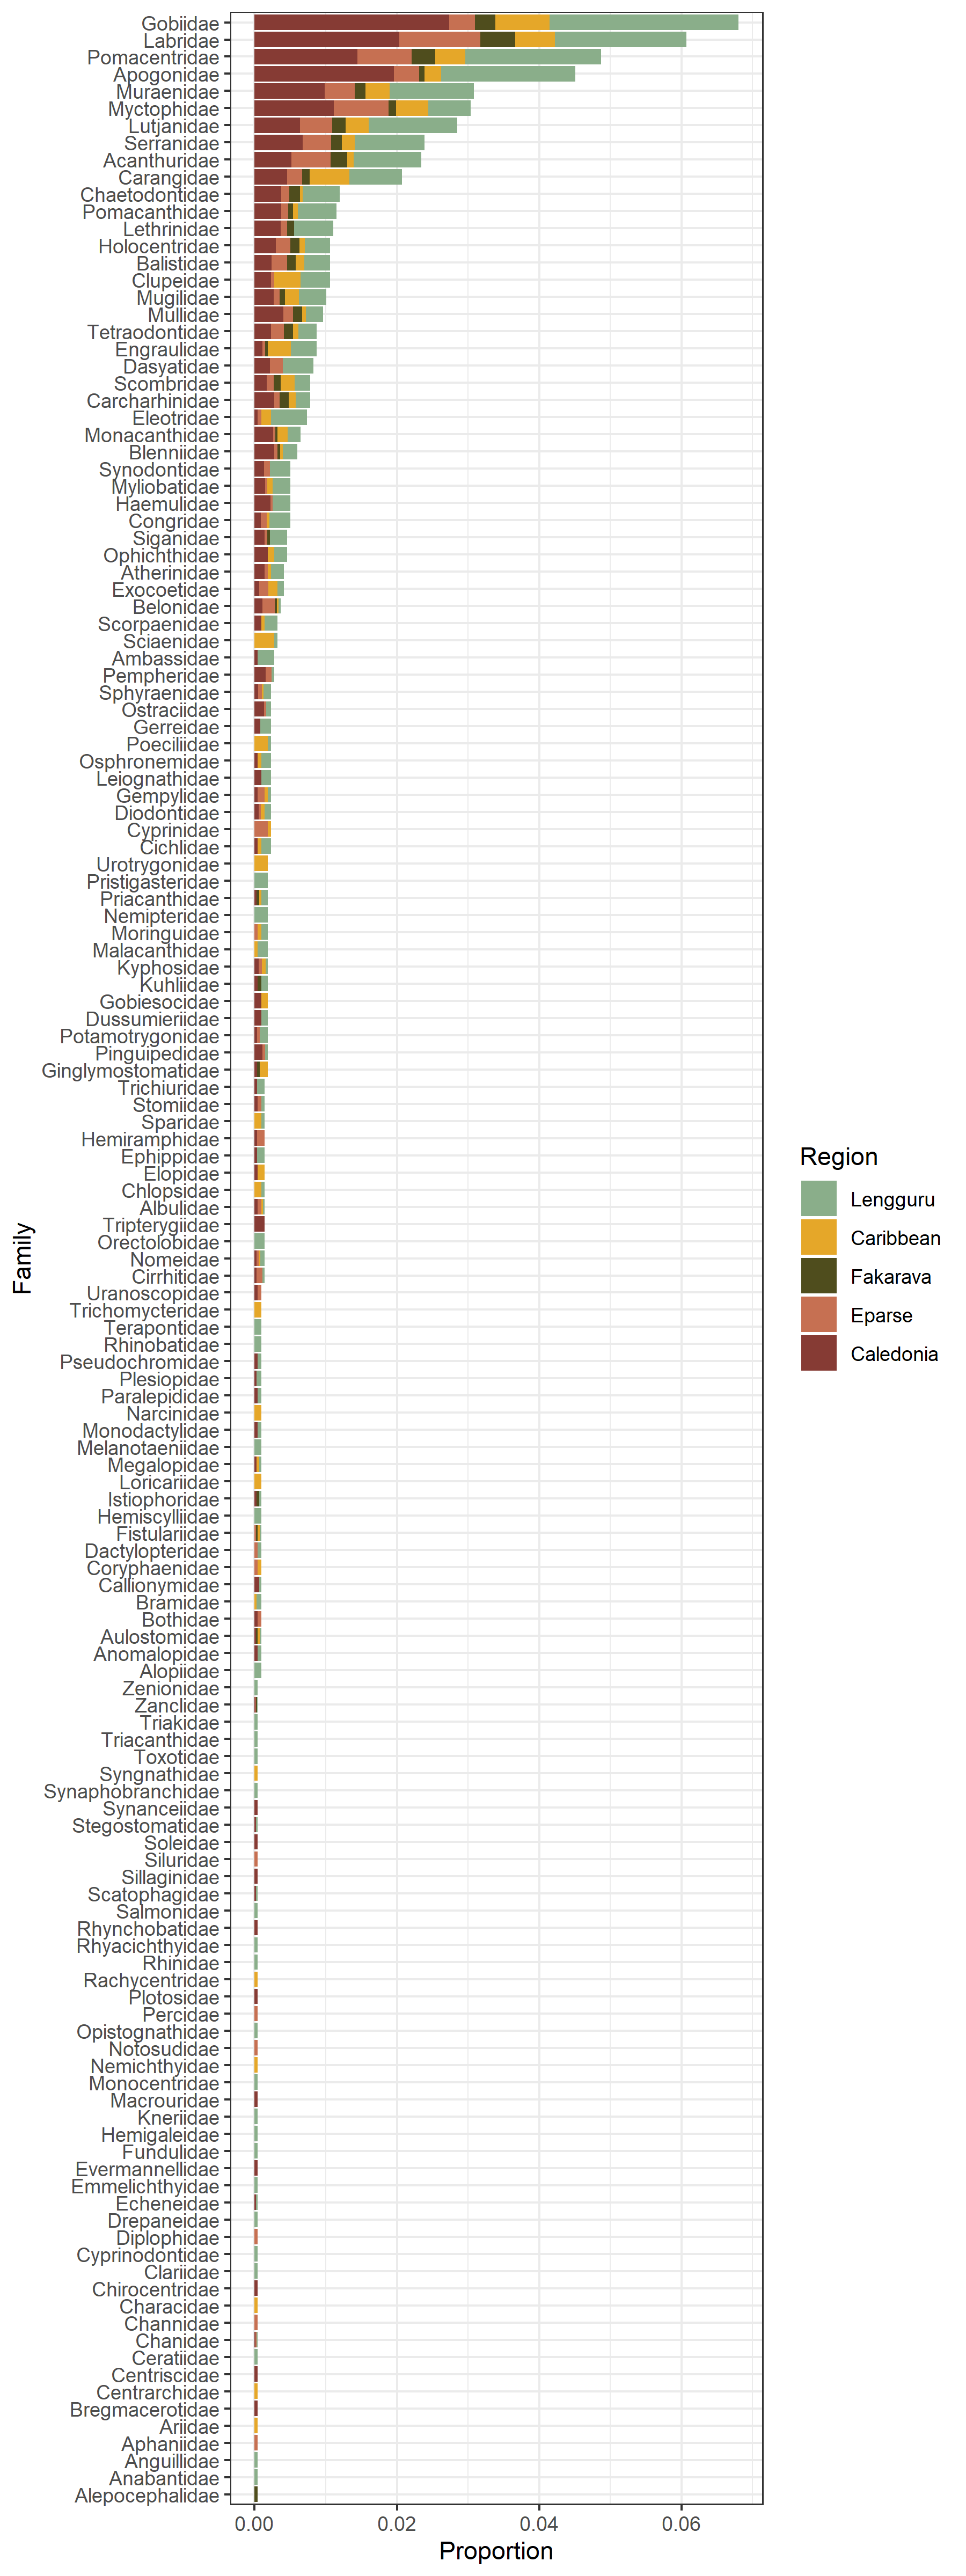 Gobiidae
Labridae
Pomacentridae
Apogonidae
Muraenidae
Myctophidae
Lutjanidae
Serranidae
Acanthuridae
Carangidae
Chaetodontidae
Pomacanthidae
Lethrinidae
Holocentridae
Balistidae
Clupeidae
Mugilidae
Mullidae
Tetraodontidae
Engraulidae
Dasyatidae
Scombridae
Carcharhinidae
Eleotridae
Monacanthidae
Blenniidae
Synodontidae
Myliobatidae
Haemulidae
Congridae
Siganidae
Ophichthidae
Atherinidae
Exocoetidae
Belonidae
Scorpaenidae
Sciaenidae
Ambassidae
Pempheridae
Sphyraenidae
Ostraciidae
Gerreidae
Poeciliidae
Osphronemidae
Leiognathidae
Gempylidae
Diodontidae
Cyprinidae
Cichlidae
Urotrygonidae
Pristigasteridae
Priacanthidae
Nemipteridae
Moringuidae
Malacanthidae
Kyphosidae
Kuhliidae
Gobiesocidae
Dussumieriidae
Potamotrygonidae
Pinguipedidae
Ginglymostomatidae
Trichiuridae
Stomiidae
Sparidae
Hemiramphidae
Ephippidae
Elopidae
Chlopsidae
Albulidae
Tripterygiidae
Orectolobidae
Nomeidae
Cirrhitidae
Uranoscopidae
Trichomycteridae
Terapontidae
Rhinobatidae
Pseudochromidae
Plesiopidae
Paralepididae
Narcinidae
Monodactylidae
Melanotaeniidae
Megalopidae
Loricariidae
Istiophoridae
Hemiscylliidae
Fistulariidae
Dactylopteridae
Coryphaenidae
Callionymidae
Bramidae
Bothidae
Aulostomidae
Anomalopidae
Alopiidae
Zenionidae
Zanclidae
Triakidae
Triacanthidae
Toxotidae
Syngnathidae
Synaphobranchidae
Synanceiidae
Stegostomatidae
Soleidae
Siluridae
Sillaginidae
Scatophagidae
Salmonidae
Rhynchobatidae
Rhyacichthyidae
Rhinidae
Rachycentridae
Plotosidae
Percidae
Opistognathidae
Notosudidae
Nemichthyidae
Monocentridae
Macrouridae
Kneriidae
Hemigaleidae
Fundulidae
Evermannellidae
Emmelichthyidae
Echeneidae
Drepaneidae
Diplophidae
Cyprinodontidae
Clariidae
Chirocentridae
Characidae
Channidae
Chanidae
Ceratiidae
Centriscidae
Centrarchidae
Bregmacerotidae
Ariidae
Aphaniidae
Anguillidae
Anabantidae
Alepocephalidae
0.00 0.02 0.04 0.06
Proportion
Family
Region
Lengguru
Caribbean
Fakarava
Eparse
Caledonia